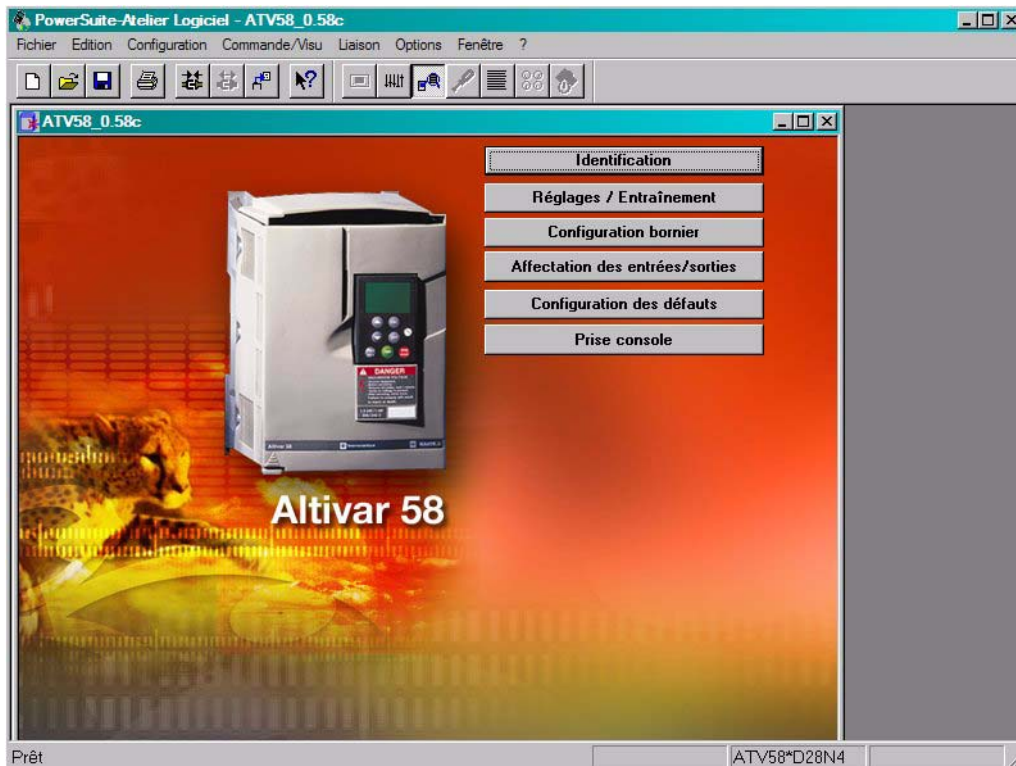 PowerSuite-Atelier Logiciel - ATV58_0.58c
Fichier Edition Configuration Commande/Visu Liaison Options Fenêtre ?
ATV58_0.58c
Identification
Réglages / Entraînement
Configuration bornier
Affectation des entrées/sorties
Configuration des défauts
Prise console
DANGER
Altivar 58
Altivar 58
Prêt
ATV58*D28N4